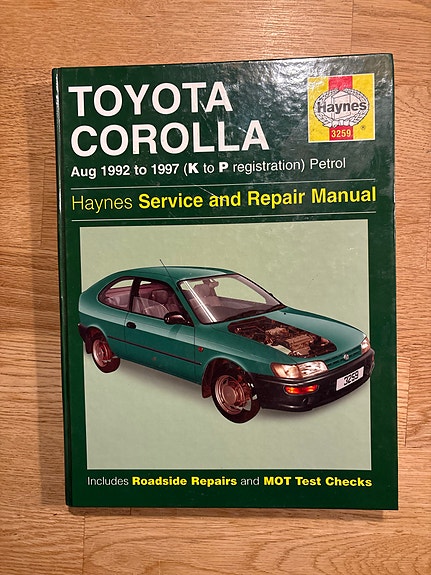 TOYOTA
COROLLA
Haynes
3259
®
Aug 1992 to 1997 (K to P registration) Petrol
Haynes Service and Repair Manual
3259
Includes Roadside Repairs and MOT Test Checks